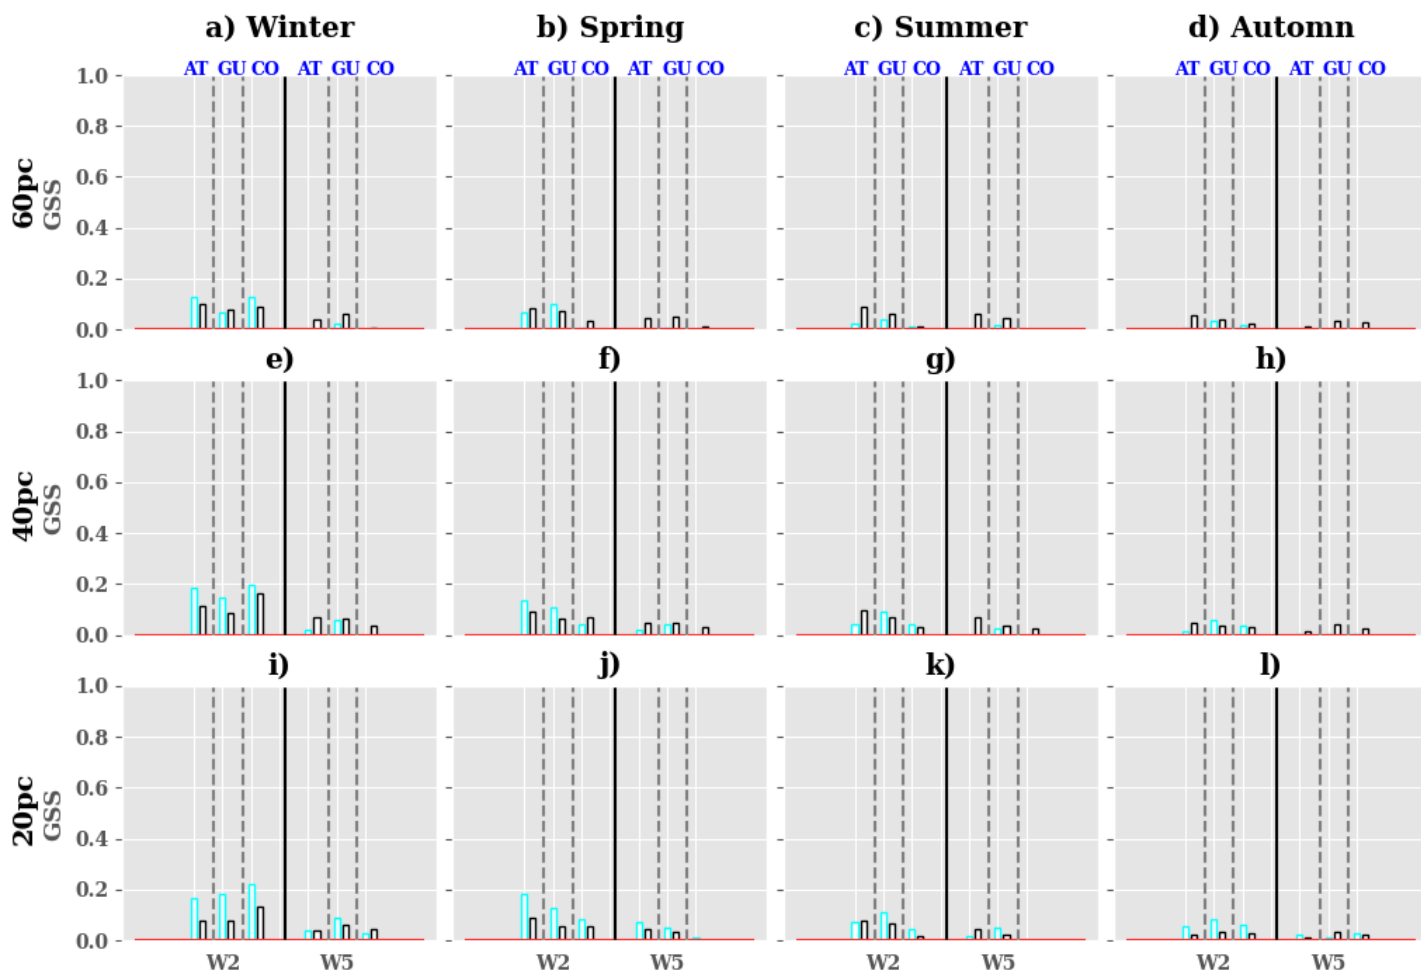 a) Winter b) Spring c) Summer d) Automn
AT GU CO AT GU CO AT GU CO AT GU CO AT GU CO AT GU CO AT GU CO AT GU CO
60pc
GSS
1.0
0.8
0.6
0.4
0.2
0.0
e) f) g) h)
40pc
GSS
1.0
0.8
0.6
0.4
0.2
0.0
i) j) k) l)
20pc
GSS
1.0
0.8
0.6
0.4
0.2
0.0
W2 W5 W2 W5 W2 W5 W2 W5